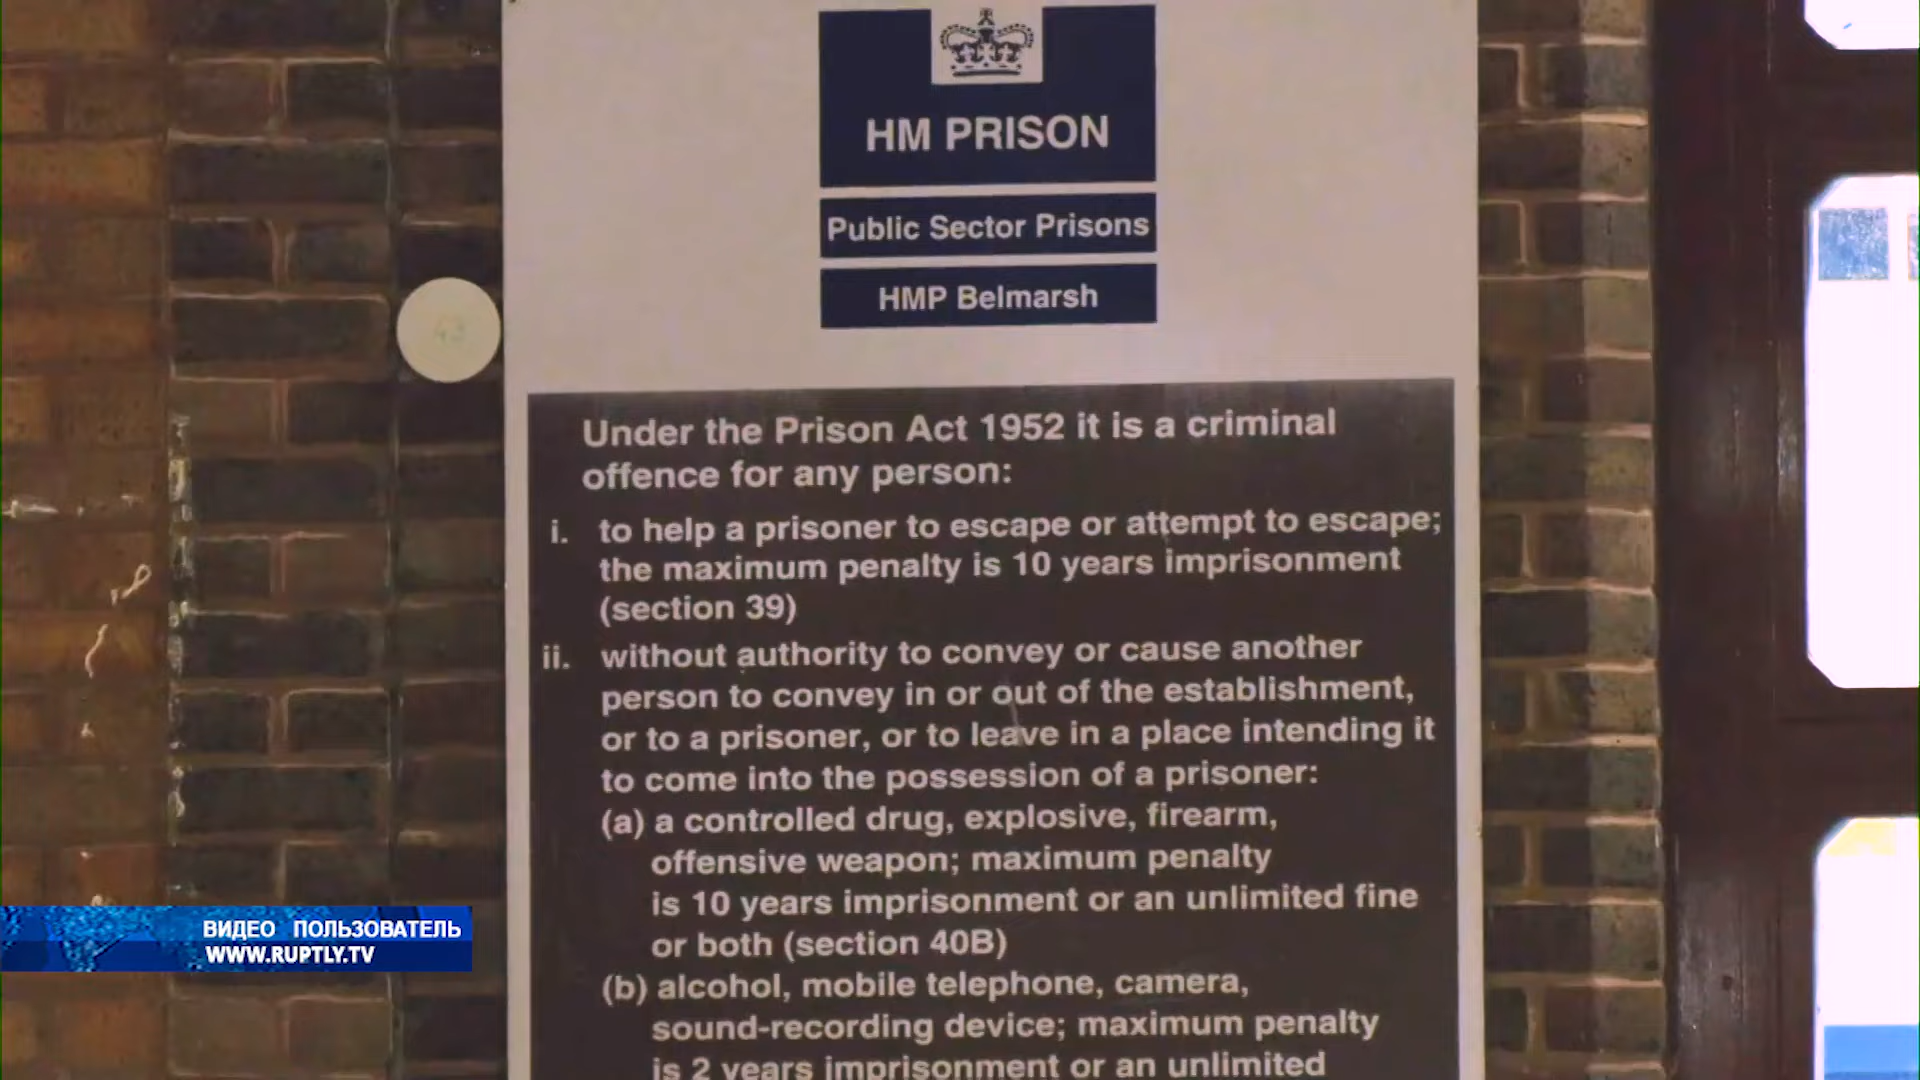 HM PRISON
Public Sector Prisons
HMP Belmarsh
43
Under the Prison Act 1952 it is a criminal
offence for any person:
i. to help a prisoner to escape or attempt to escape;
the maximum penalty is 10 years imprisonment
(section 39)
ii. without authority to convey or cause another
person to convey in or out of the establishment,
or to a prisoner, or to leave in a place intending it
to come into the possession of a prisoner:
(a) a controlled drug, explosive, firearm,
offensive weapon; maximum penalty
is 10 years imprisonment or an unlimited fine
or both (section 40B)
(b) alcohol, mobile telephone, camera,
sound-recording device; maximum penalty
is 2 years imprisonment or an unlimited
ВИДЕО ПОЛЬЗОВАТЕЛЬ
WWW.RUPTLY.TV